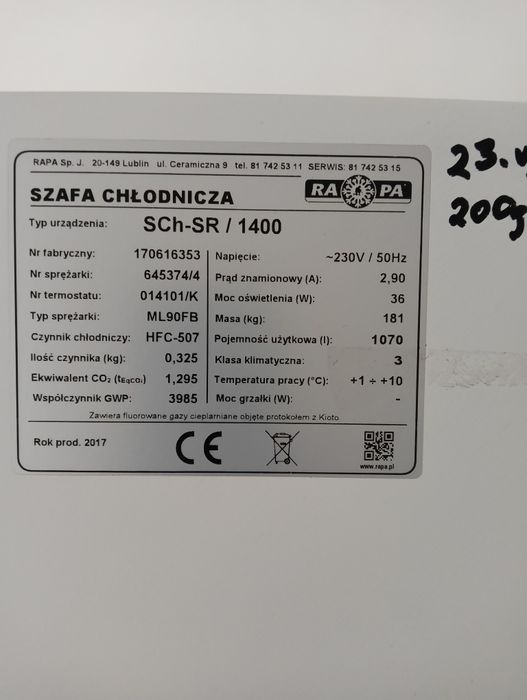 RAPA Sp. J. 20-149 Lublin ul. Ceramiczna 9 tel. 81 742 53 11 SERWIS: 81 742 53 15
SZAFA CHŁODNICZA
RAPA
Typ urządzenia: SCh-SR / 1400
Nr fabryczny: 170616353
Nr sprężarki: 645374/4
Nr termostatu: 014101/K
Typ sprężarki: ML90FB
Czynnik chłodniczy: HFC-507
Ilość czynnika (kg): 0,325
Ekwiwalent CO₂ (tEqCO₂) 1,295
Współczynnik GWP: 3985
Napięcie: ~230V / 50Hz
Prąd znamionowy (A): 2,90
Moc oświetlenia (W): 36
Masa (kg): 181
Pojemność użytkowa (l): 1070
Klasa klimatyczna: 3
Temperatura pracy (°C): +1 ÷ +10
Moc grzałki (W): -
Zawiera fluorowane gazy cieplarniane objęte protokołem z Kioto
Rok prod. 2017
CE
www.rapa.pl
23.
200g